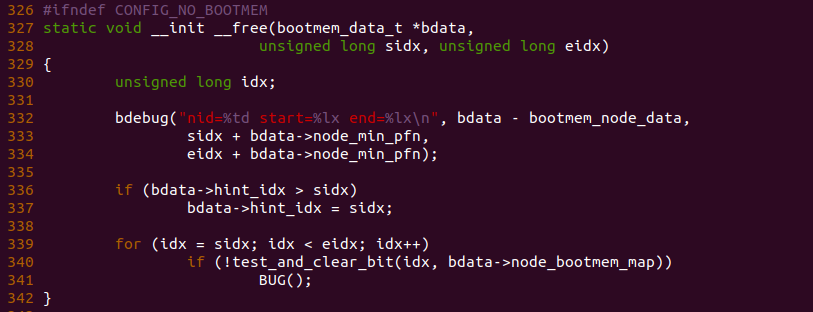 326 #ifndef CONFIG_NO_BOOTMEM
327 static void __init __free(bootmem_data_t *bdata,
328                         unsigned long sidx, unsigned long eidx)
329 {
330         unsigned long idx;
331
332         bdebug("nid=%td start=%lx end=%lx\n", bdata - bootmem_node_data,
333                 sidx + bdata->node_min_pfn,
334                 eidx + bdata->node_min_pfn);
335
336         if (bdata->hint_idx > sidx)
337                 bdata->hint_idx = sidx;
338
339         for (idx = sidx; idx < eidx; idx++)
340                 if (!test_and_clear_bit(idx, bdata->node_bootmem_map))
341                         BUG();
342 }